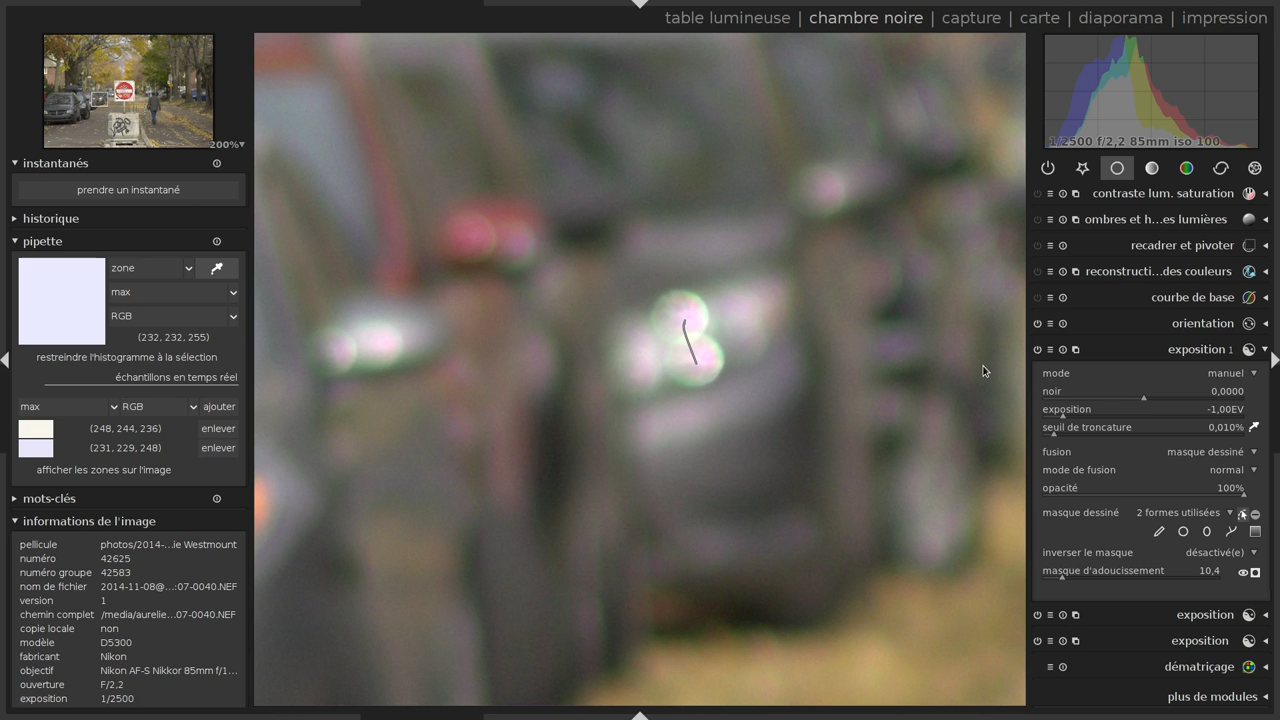 table lumineuse | chambre noire | capture | carte | diaporama | impression
200%
instantanés
prendre un instantané
historique
pipette
zone
max
RGB
(232, 232, 255)
restreindre l'histogramme à la sélection
échantillons en temps réel
max RGB ajouter
(248, 244, 236) enlever
(231, 229, 248) enlever
afficher les zones sur l'image
mots-clés
informations de l'image
pellicule photos/2014-...ie Westmount
numéro 42625
numéro groupe 42583
nom de fichier 2014-11-08@...:07-0040.NEF
version 1
chemin complet /media/aurelie...07-0040.NEF
copie locale non
modèle D5300
fabricant Nikon
objectif Nikon AF-S Nikkor 85mm f/1...
ouverture F/2,2
exposition 1/2500
1/2500 f/2,2 85mm iso 100
contraste lum. saturation
ombres et h...es lumières
recadrer et pivoter
reconstructi...des couleurs
courbe de base
orientation
exposition 1
mode manuel
noir 0,0000
exposition -1,00EV
seuil de troncature 0,010%
fusion masque dessiné
mode de fusion normal
opacité 100%
masque dessiné 2 formes utilisées
inverser le masque désactivé(e)
masque d'adoucissement 10,4
exposition
exposition
dématriçage
plus de modules